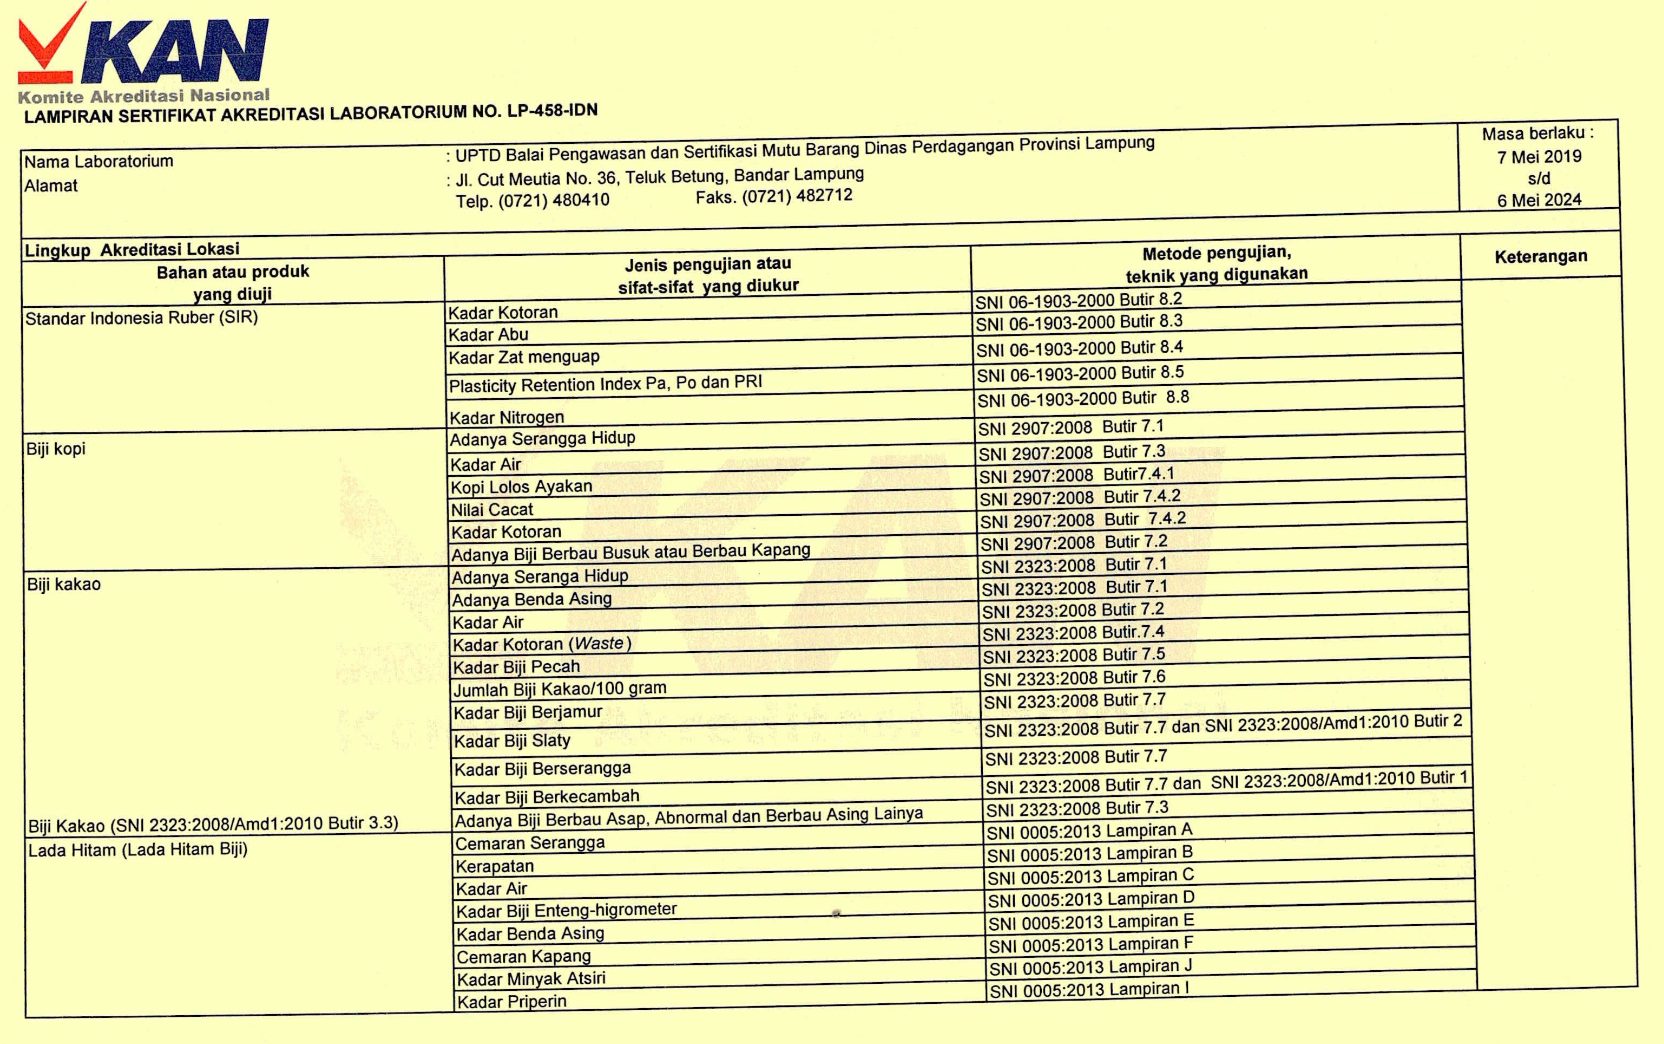 KAN
Komite Akreditasi Nasional
LAMPIRAN SERTIFIKAT AKREDITASI LABORATORIUM NO. LP-458-IDN
Nama Laboratorium : UPTD Balai Pengawasan dan Sertifikasi Mutu Barang Dinas Perdagangan Provinsi Lampung
Alamat : Jl. Cut Meutia No. 36, Teluk Betung, Bandar Lampung
Telp. (0721) 480410 Faks. (0721) 482712
Masa berlaku :
7 Mei 2019
s/d
6 Mei 2024
Lingkup Akreditasi Lokasi
Bahan atau produk
yang diuji
Jenis pengujian atau
sifat-sifat yang diukur
Metode pengujian,
teknik yang digunakan
Keterangan
Standar Indonesia Ruber (SIR) Kadar Kotoran SNI 06-1903-2000 Butir 8.2
Kadar Abu SNI 06-1903-2000 Butir 8.3
Kadar Zat menguap SNI 06-1903-2000 Butir 8.4
Plasticity Retention Index Pa, Po dan PRI SNI 06-1903-2000 Butir 8.5
Kadar Nitrogen SNI 06-1903-2000 Butir 8.8
Biji kopi Adanya Serangga Hidup SNI 2907:2008 Butir 7.1
Kadar Air SNI 2907:2008 Butir 7.3
Kopi Lolos Ayakan SNI 2907:2008 Butir7.4.1
Nilai Cacat SNI 2907:2008 Butir 7.4.2
Kadar Kotoran SNI 2907:2008 Butir 7.4.2
Adanya Biji Berbau Busuk atau Berbau Kapang SNI 2907:2008 Butir 7.2
Biji kakao Adanya Seranga Hidup SNI 2323:2008 Butir 7.1
Adanya Benda Asing SNI 2323:2008 Butir 7.1
Kadar Air SNI 2323:2008 Butir 7.2
Kadar Kotoran (Waste) SNI 2323:2008 Butir.7.4
Kadar Biji Pecah SNI 2323:2008 Butir 7.5
Jumlah Biji Kakao/100 gram SNI 2323:2008 Butir 7.6
Kadar Biji Berjamur SNI 2323:2008 Butir 7.7
Kadar Biji Slaty SNI 2323:2008 Butir 7.7 dan SNI 2323:2008/Amd1:2010 Butir 2
Kadar Biji Berserangga SNI 2323:2008 Butir 7.7
Kadar Biji Berkecambah SNI 2323:2008 Butir 7.7 dan SNI 2323:2008/Amd1:2010 Butir 1
Biji Kakao (SNI 2323:2008/Amd1:2010 Butir 3.3) Adanya Biji Berbau Asap, Abnormal dan Berbau Asing Lainya SNI 2323:2008 Butir 7.3
Lada Hitam (Lada Hitam Biji) Cemaran Serangga SNI 0005:2013 Lampiran A
Kerapatan SNI 0005:2013 Lampiran B
Kadar Air SNI 0005:2013 Lampiran C
Kadar Biji Enteng-higrometer SNI 0005:2013 Lampiran D
Kadar Benda Asing SNI 0005:2013 Lampiran E
Cemaran Kapang SNI 0005:2013 Lampiran F
Kadar Minyak Atsiri SNI 0005:2013 Lampiran J
Kadar Priperin SNI 0005:2013 Lampiran I